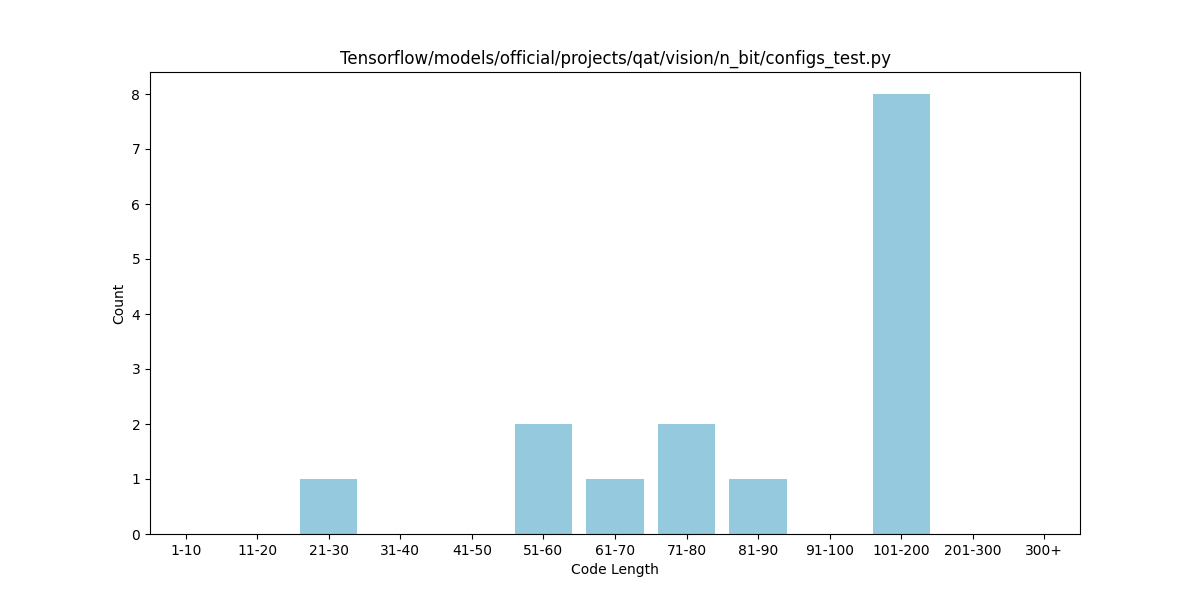 Tensorflow/models/official/projects/qat/vision/n_bit/configs_test.py
8
7
6
5
4
3
2
1
0
Count
1-10 11-20 21-30 31-40 41-50 51-60 61-70 71-80 81-90 91-100 101-200 201-300 300+
Code Length